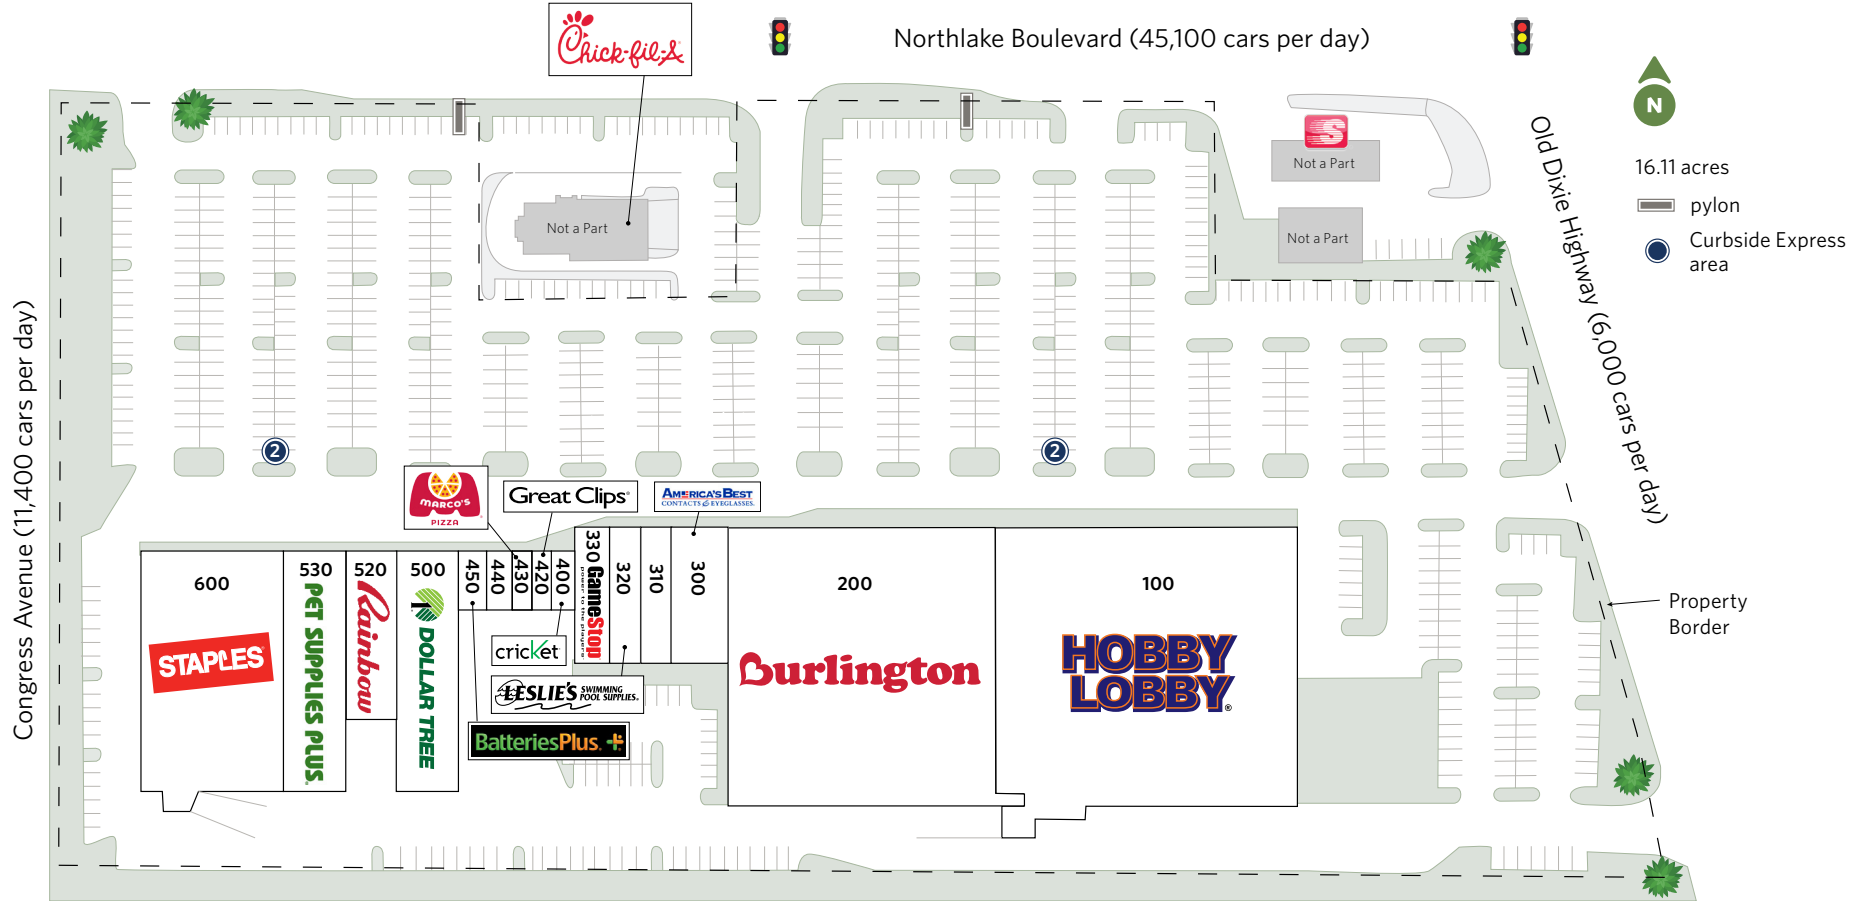 Chick-fil-A
Northlake Boulevard (45,100 cars per day)
N
16.11 acres
pylon
Curbside Express
area
S
Not a Part
Not a Part
Not a Part
Old Dixie Highway (6,000 cars per day)
Congress Avenue (11,400 cars per day)
2
2
MARCO'S
PIZZA
Great Clips®
AMERICA'S BEST
CONTACTS & EYEGLASSES.
600
STAPLES
530
PET SUPPLIES PLUS
520
Rainbow
500
DOLLAR TREE
450
440
430
420
400
330
GameStop
power to the players
320
310
300
200
Burlington
100
HOBBY
LOBBY®
cricket
LESLIE'S SWIMMING
POOL SUPPLIES®
BatteriesPlus.
Property
Border